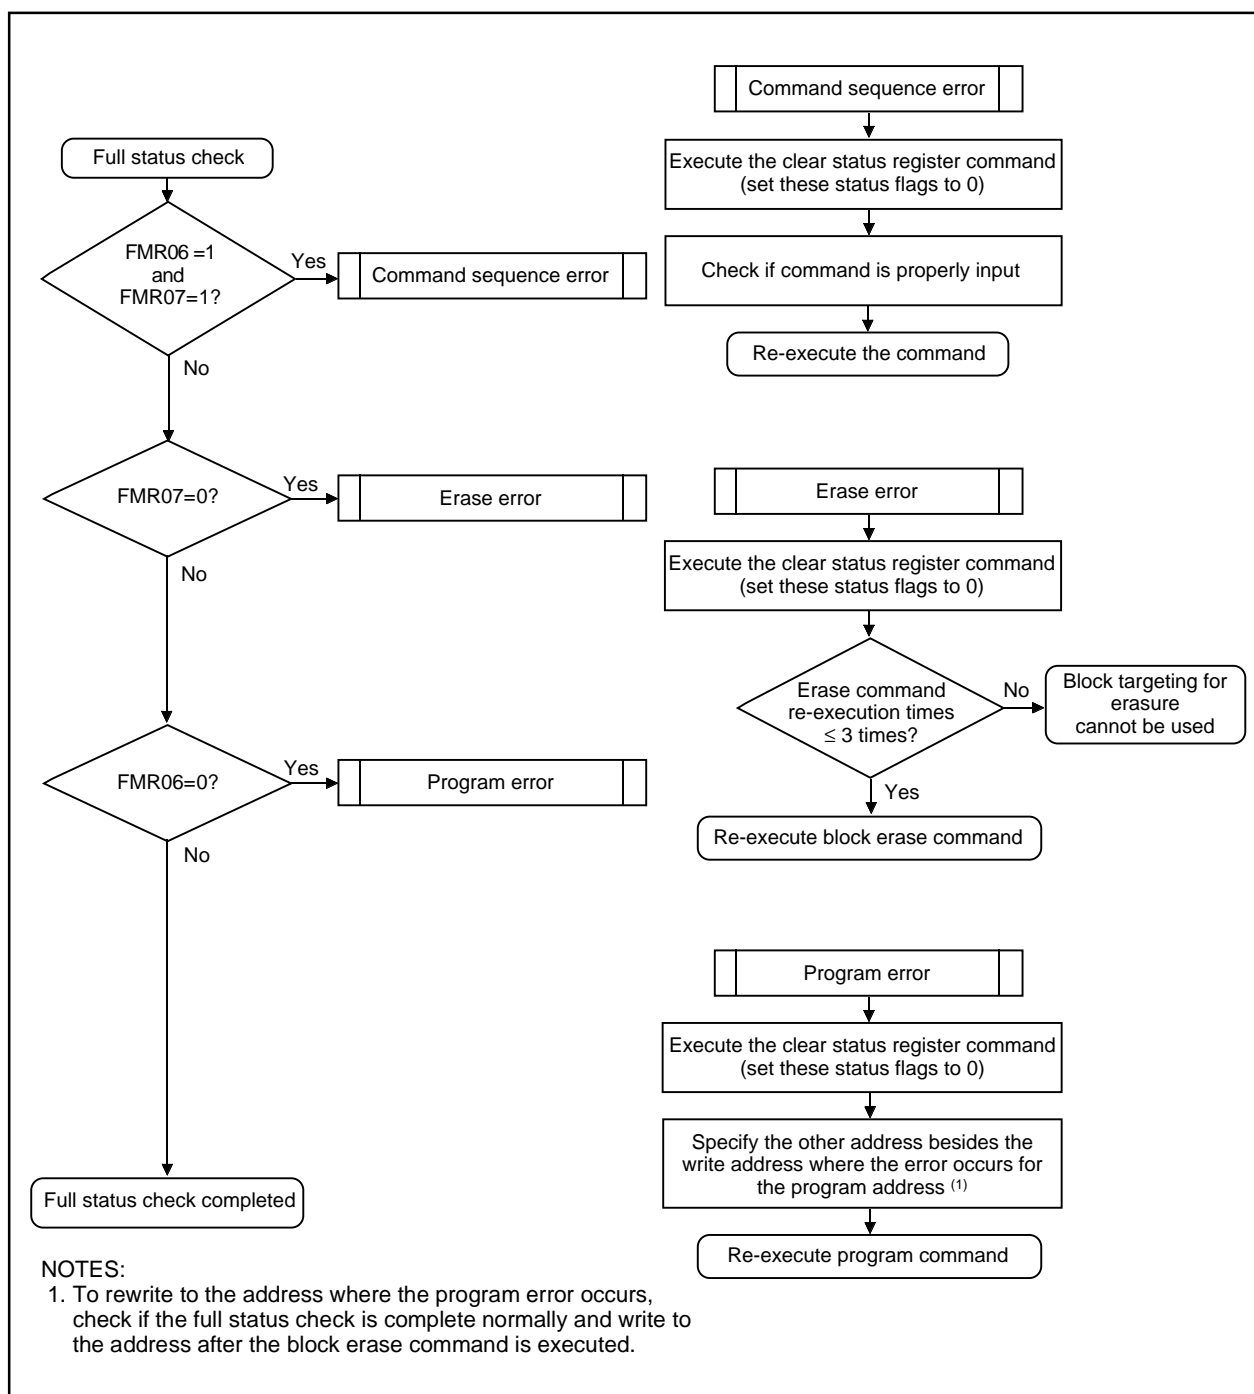 Full status check
FMR06 =1
and
FMR07=1?
Yes
Command sequence error
No
FMR07=0?
Yes
Erase error
No
FMR06=0?
Yes
Program error
No
Full status check completed
Command sequence error
Execute the clear status register command
(set these status flags to 0)
Check if command is properly input
Re-execute the command
Erase error
Execute the clear status register command
(set these status flags to 0)
Erase command
re-execution times
≤ 3 times?
No
Block targeting for
erasure
cannot be used
Yes
Re-execute block erase command
Program error
Execute the clear status register command
(set these status flags to 0)
Specify the other address besides the
write address where the error occurs for
the program address (1)
Re-execute program command
NOTES:
1. To rewrite to the address where the program error occurs,
check if the full status check is complete normally and write to
the address after the block erase command is executed.